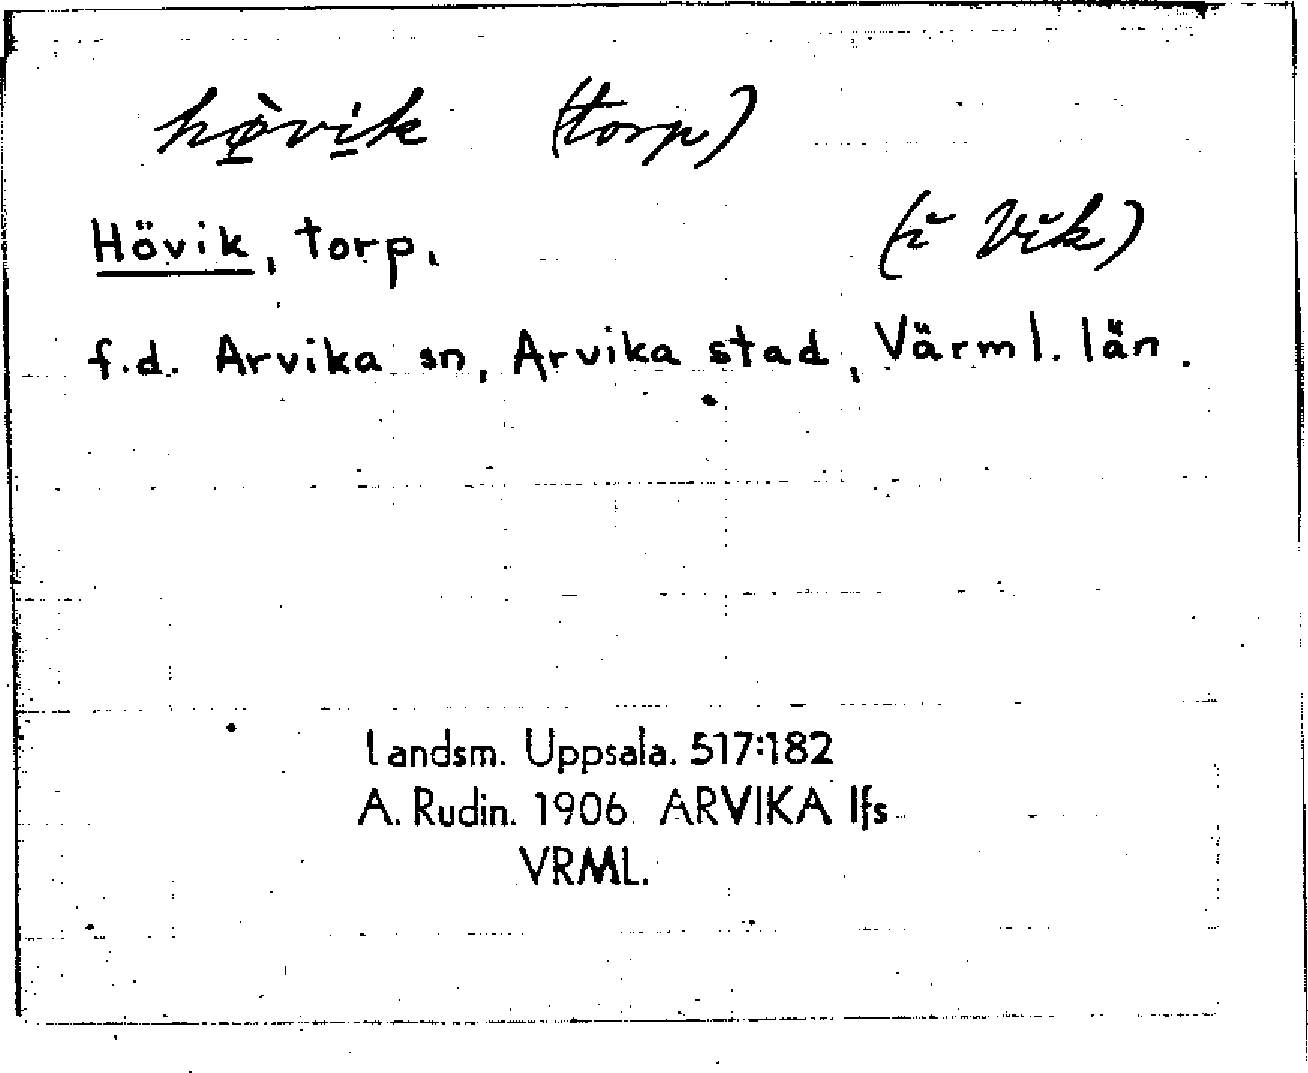 hø̱̀vi̱k (torp)
Hövik, torp. (i Vik)
f.d. Arvika sn, Arvika stad, Värml. län.
Landsm. Uppsala. 517:182
A. Rudin. 1906. ARVIKA lfs
VRML.